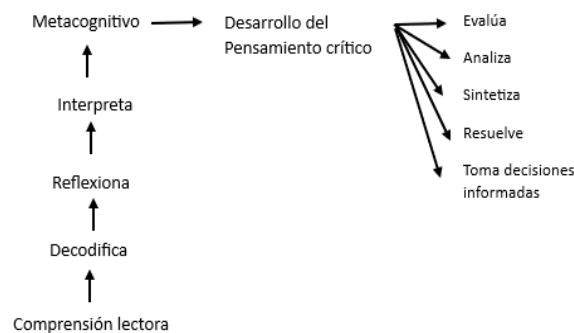 Metacognitivo
Desarrollo del
Pensamiento crítico
Evalúa
Analiza
Sintetiza
Resuelve
Toma decisiones
informadas
Interpreta
Reflexiona
Decodifica
Comprensión lectora